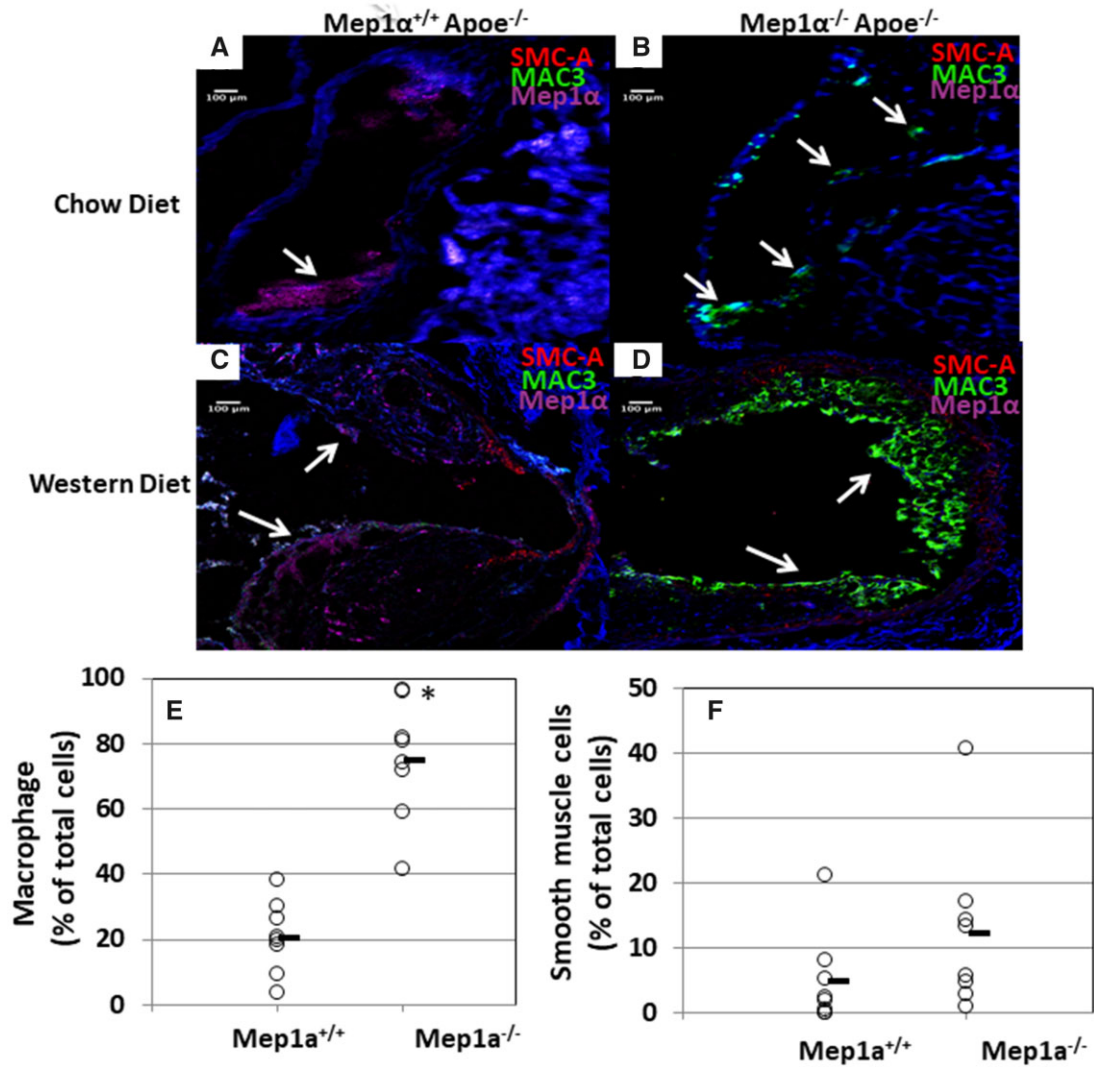 Mep1α+/+ Apoe-/- Mep1α-/- Apoe-/-
A
SMC-A
MAC3
Mep1α
100 μm
B
SMC-A
MAC3
Mep1α
100 μm
Chow Diet
C
SMC-A
MAC3
Mep1α
100 μm
D
SMC-A
MAC3
Mep1α
100 μm
Western Diet
E
Macrophage
(% of total cells)
100
80
60
40
20
0
*
Mep1a+/+ Mep1a-/-
F
Smooth muscle cells
(% of total cells)
50
40
30
20
10
0
Mep1a+/+ Mep1a-/-